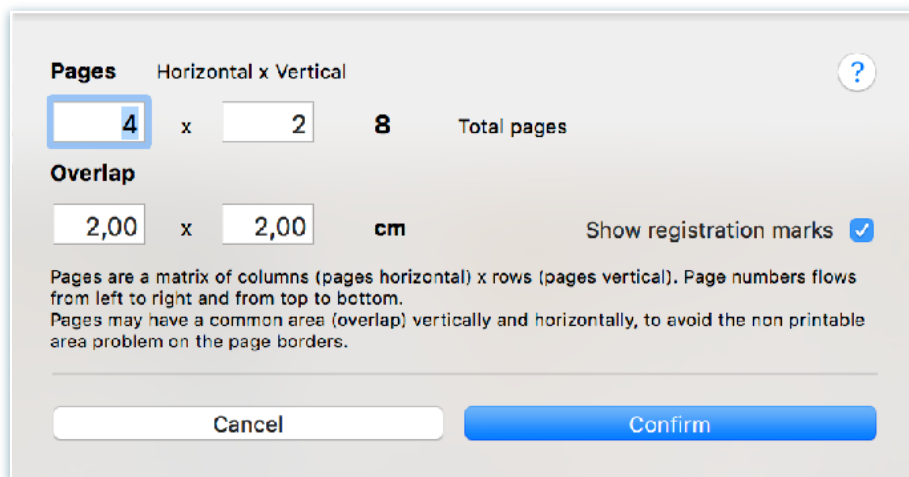 Pages Horizontal x Vertical ?
4 x 2 8 Total pages
Overlap
2,00 x 2,00 cm Show registration marks
Pages are a matrix of columns (pages horizontal) x rows (pages vertical). Page numbers flows
from left to right and from top to bottom.
Pages may have a common area (overlap) vertically and horizontally, to avoid the non printable
area problem on the page borders.
Cancel Confirm